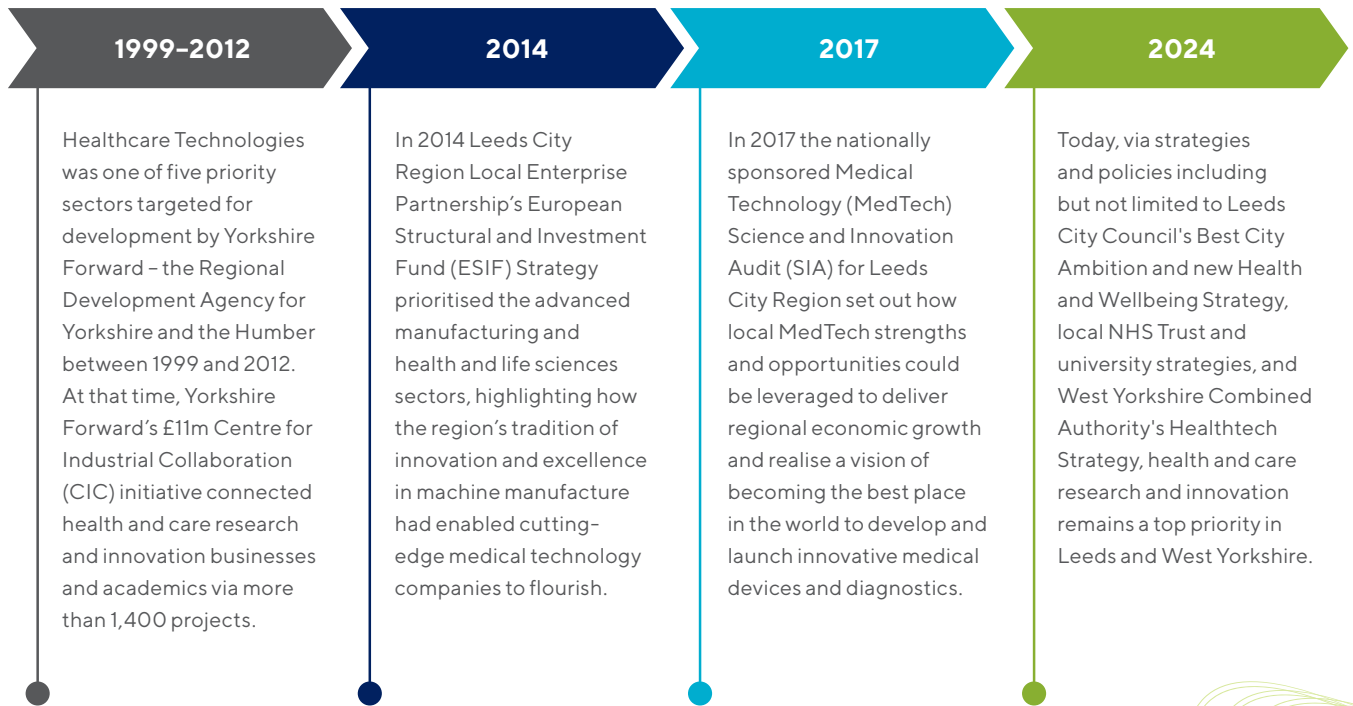 1999–2012
Healthcare Technologies
was one of five priority
sectors targeted for
development by Yorkshire
Forward – the Regional
Development Agency for
Yorkshire and the Humber
between 1999 and 2012.
At that time, Yorkshire
Forward’s £11m Centre for
Industrial Collaboration
(CIC) initiative connected
health and care research
and innovation businesses
and academics via more
than 1,400 projects.
2014
In 2014 Leeds City
Region Local Enterprise
Partnership’s European
Structural and Investment
Fund (ESIF) Strategy
prioritised the advanced
manufacturing and
health and life sciences
sectors, highlighting how
the region’s tradition of
innovation and excellence
in machine manufacture
had enabled cutting-
edge medical technology
companies to flourish.
2017
In 2017 the nationally
sponsored Medical
Technology (MedTech)
Science and Innovation
Audit (SIA) for Leeds
City Region set out how
local MedTech strengths
and opportunities could
be leveraged to deliver
regional economic growth
and realise a vision of
becoming the best place
in the world to develop and
launch innovative medical
devices and diagnostics.
2024
Today, via strategies
and policies including
but not limited to Leeds
City Council's Best City
Ambition and new Health
and Wellbeing Strategy,
local NHS Trust and
university strategies, and
West Yorkshire Combined
Authority's Healthtech
Strategy, health and care
research and innovation
remains a top priority in
Leeds and West Yorkshire.